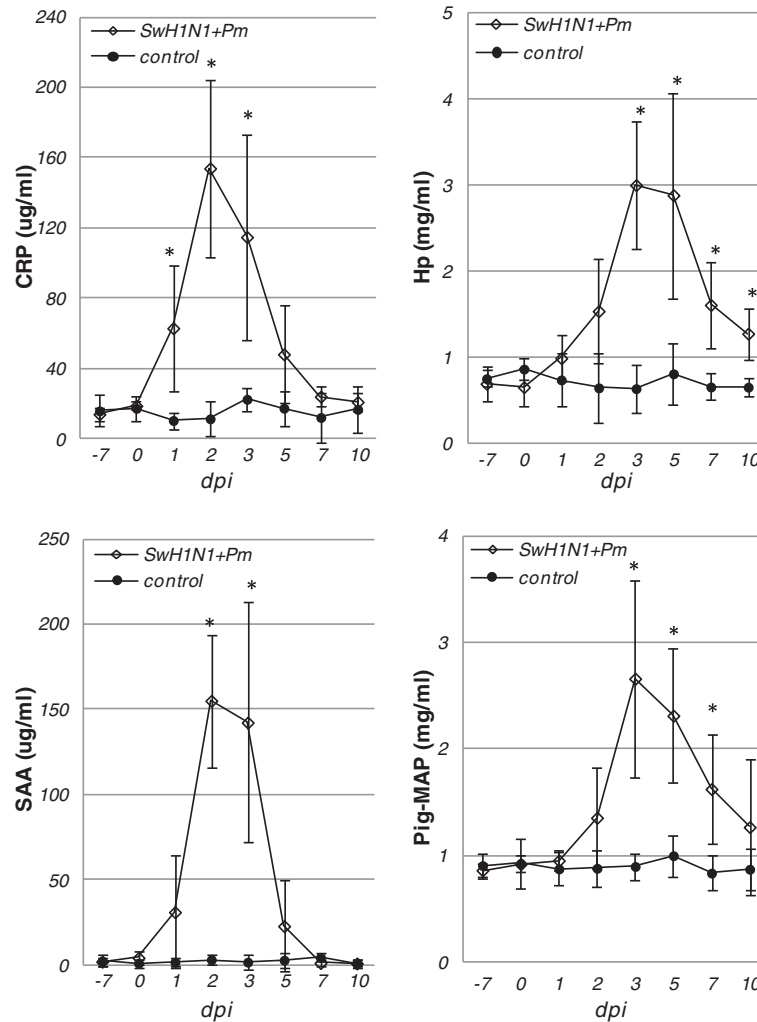 SwH1N1+Pm
control
CRP (ug/ml)
240
200
160
120
80
40
0
* * * 
-7 0 1 2 3 5 7 10
dpi
SwH1N1+Pm
control
Hp (mg/ml)
5
4
3
2
1
0
* * * *
-7 0 1 2 3 5 7 10
dpi
SwH1N1+Pm
control
SAA (ug/ml)
250
200
150
100
50
0
* *
-7 0 1 2 3 5 7 10
dpi
SwH1N1+Pm
control
Pig-MAP (mg/ml)
4
3
2
1
0
* * *
-7 0 1 2 3 5 7 10
dpi